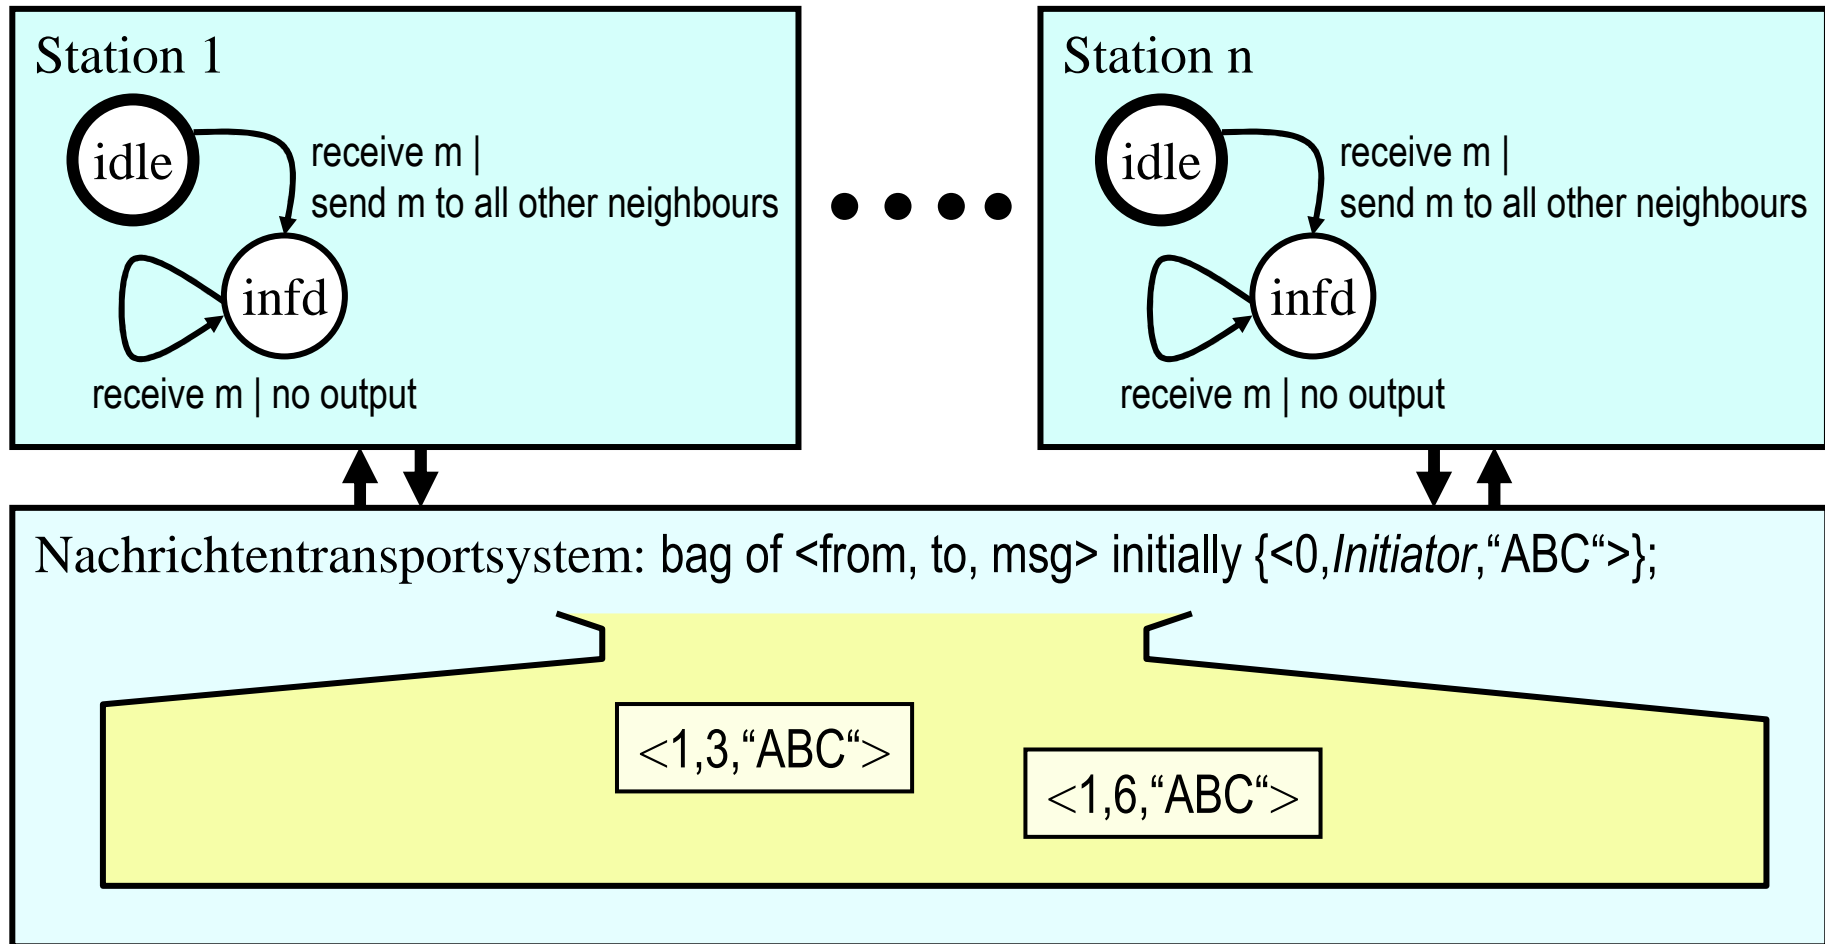 Station 1
idle
receive m |
send m to all other neighbours
infd
receive m | no output
Station n
idle
receive m |
send m to all other neighbours
infd
receive m | no output
Nachrichtentransportsystem: bag of <from, to, msg> initially {<0,Initiator,“ABC“>};
<1,3,“ABC“>
<1,6,“ABC“>